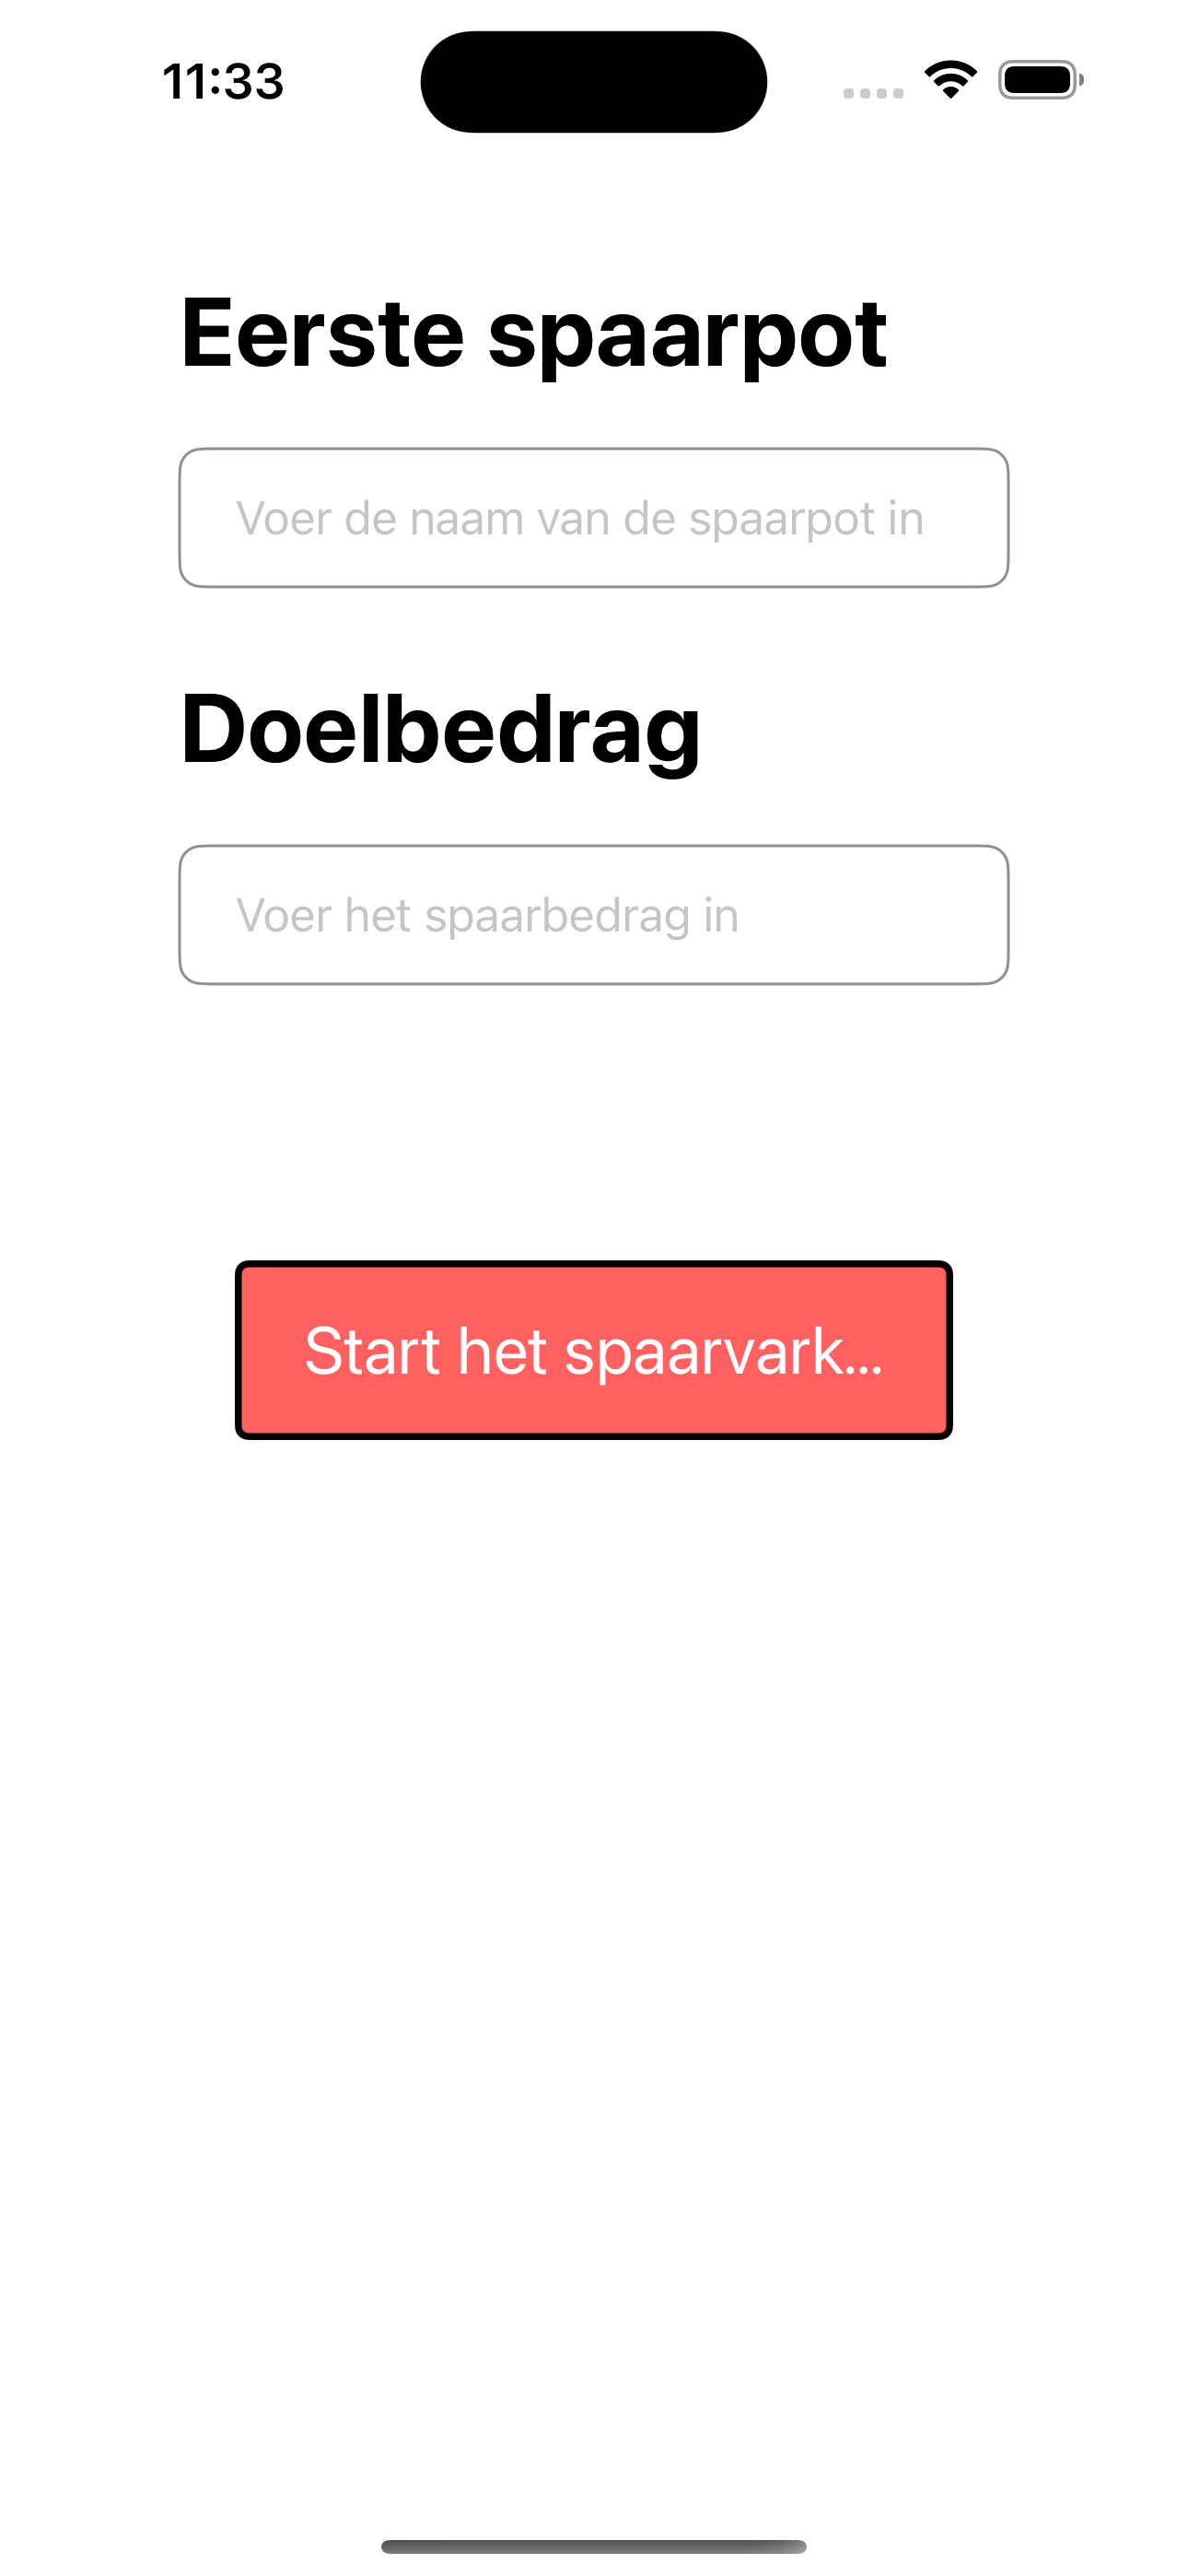 11:33
Eerste spaarpot
Voer de naam van de spaarpot in
Doelbedrag
Voer het spaarbedrag in
Start het spaarvark...